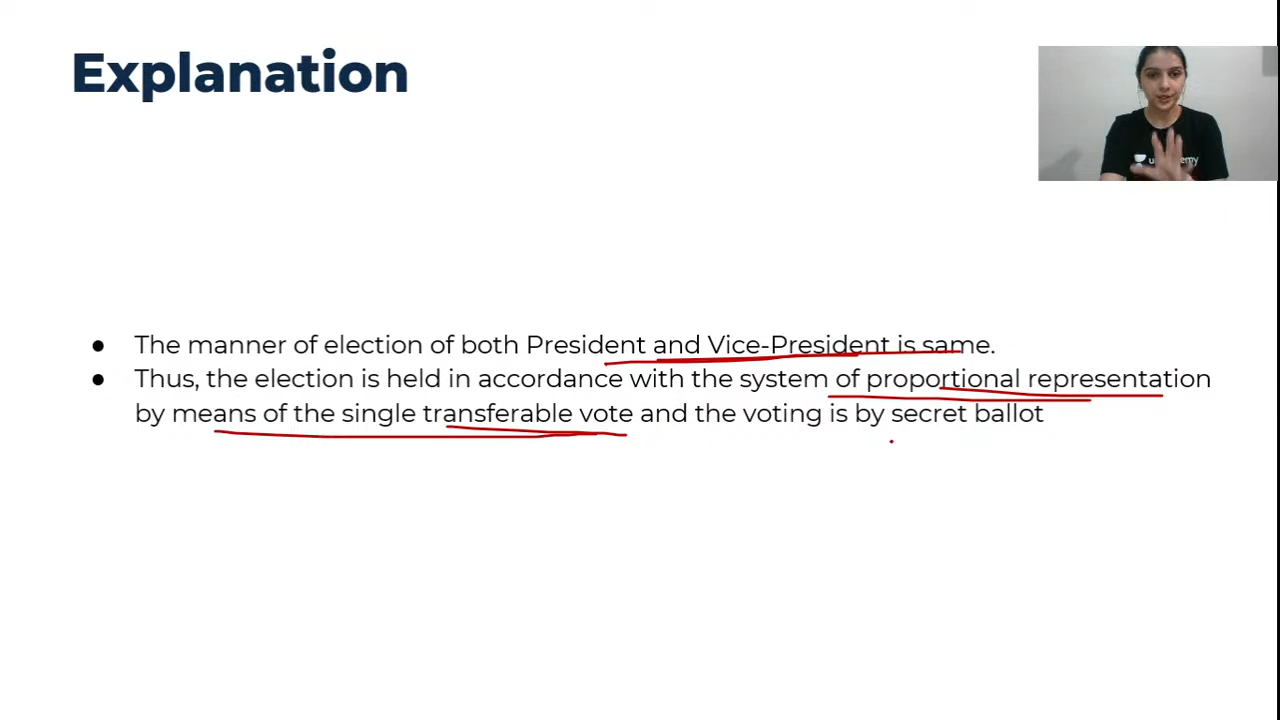 Explanation
● The manner of election of both President and Vice-President is same.
● Thus, the election is held in accordance with the system of proportional representation
by means of the single transferable vote and the voting is by secret ballot